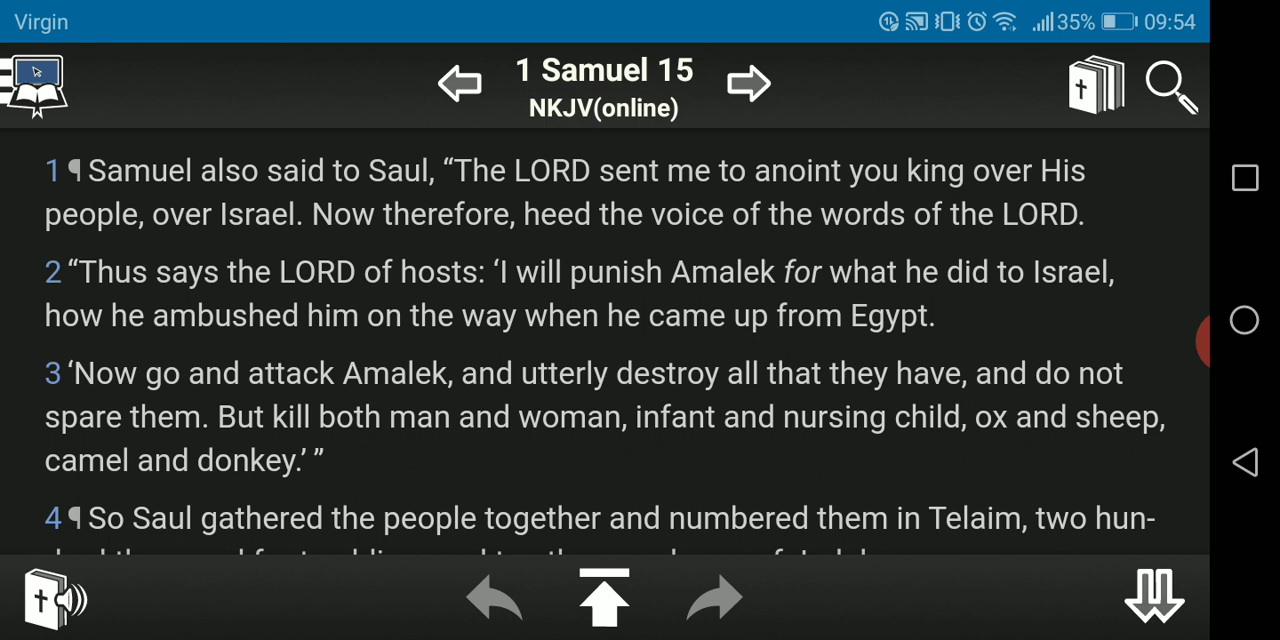 Virgin
35% 09:54
1 Samuel 15
NKJV(online)
1 ¶ Samuel also said to Saul, “The LORD sent me to anoint you king over His
people, over Israel. Now therefore, heed the voice of the words of the LORD.
2 “Thus says the LORD of hosts: ‘I will punish Amalek for what he did to Israel,
how he ambushed him on the way when he came up from Egypt.
3 ‘Now go and attack Amalek, and utterly destroy all that they have, and do not
spare them. But kill both man and woman, infant and nursing child, ox and sheep,
camel and donkey.’ ”
4 ¶ So Saul gathered the people together and numbered them in Telaim, two hun-